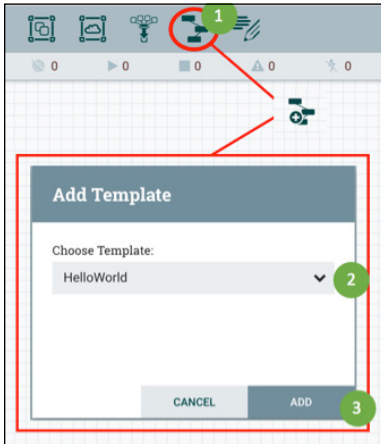 1
0 0 0 0 0
Add Template
Choose Template:
HelloWorld
2
CANCEL ADD
3